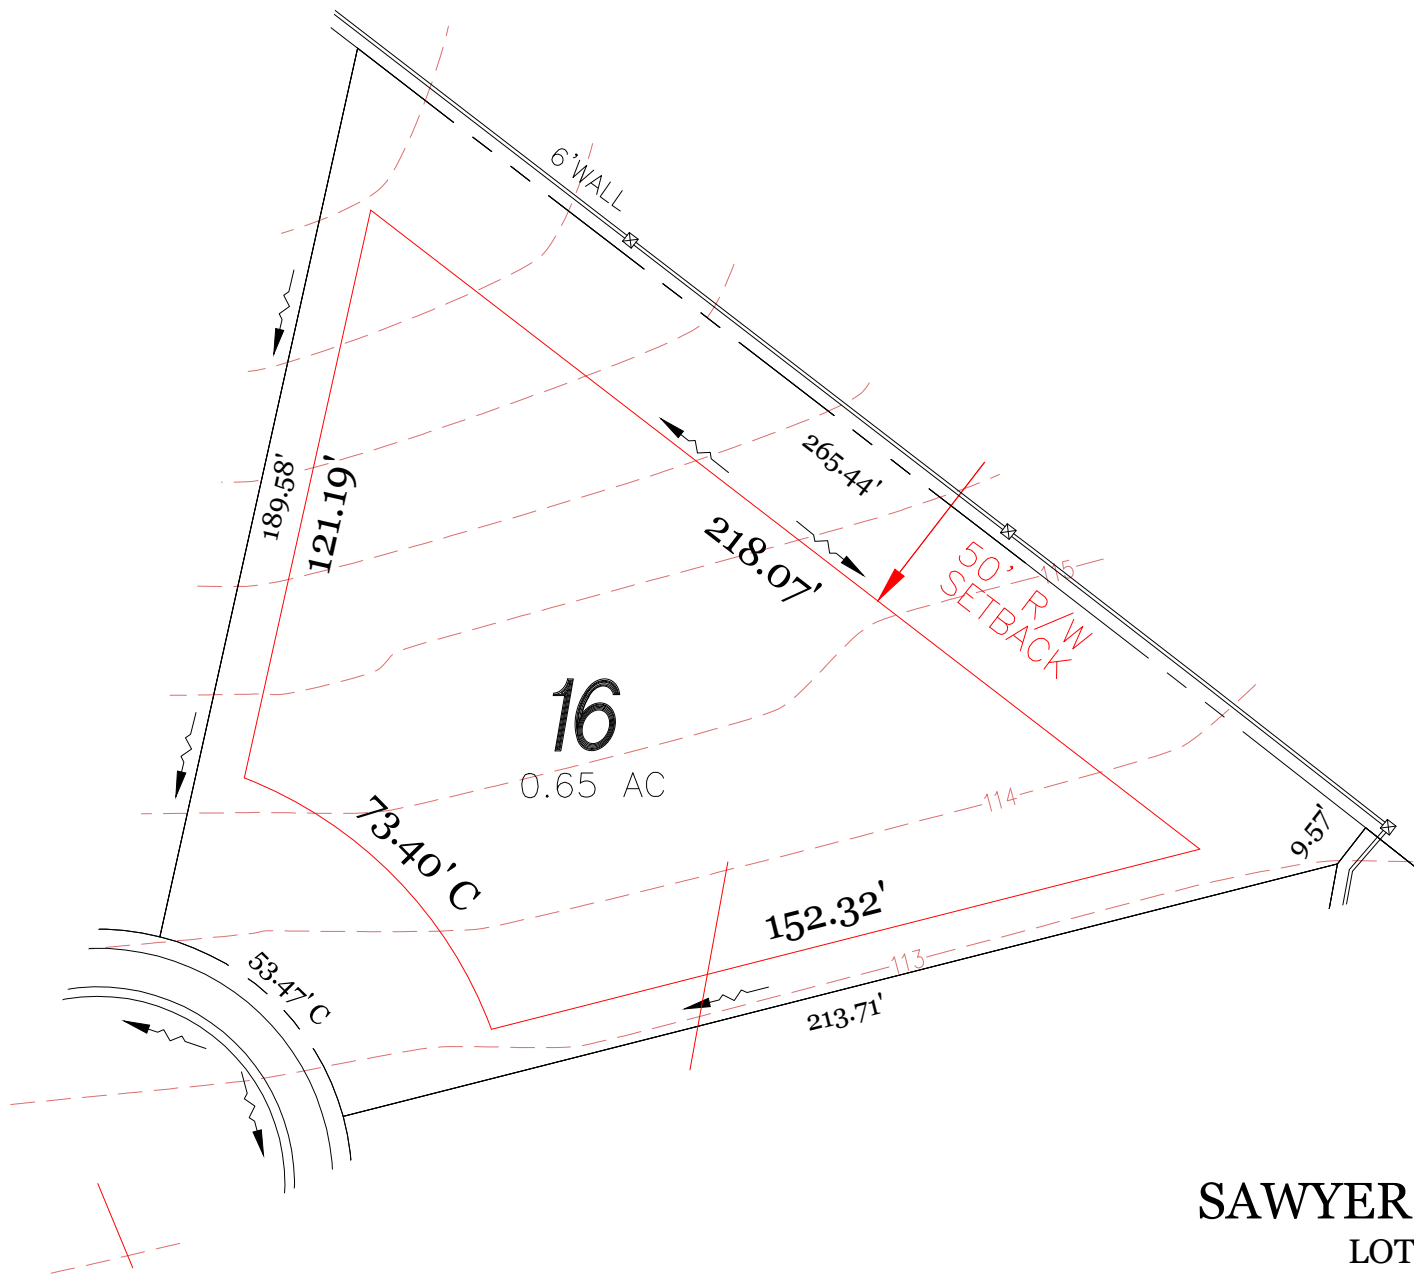 6'WALL
265.44'
189.58'
121.19'
218.07'
50' R/W
SETBACK
115
16
0.65 AC
114
73.40' C
9.57'
152.32'
113
53.47' C
213.71'
SAWYER
LOT